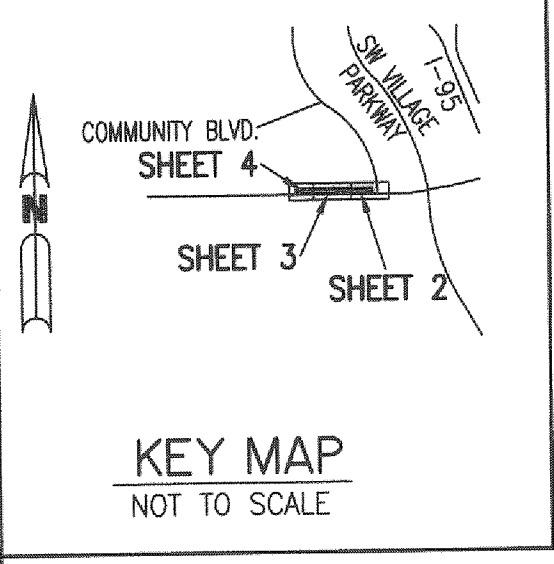 SW VILLAGE
PARKWAY
I-95
COMMUNITY BLVD.
SHEET 4
N
SHEET 3
SHEET 2
KEY MAP
NOT TO SCALE